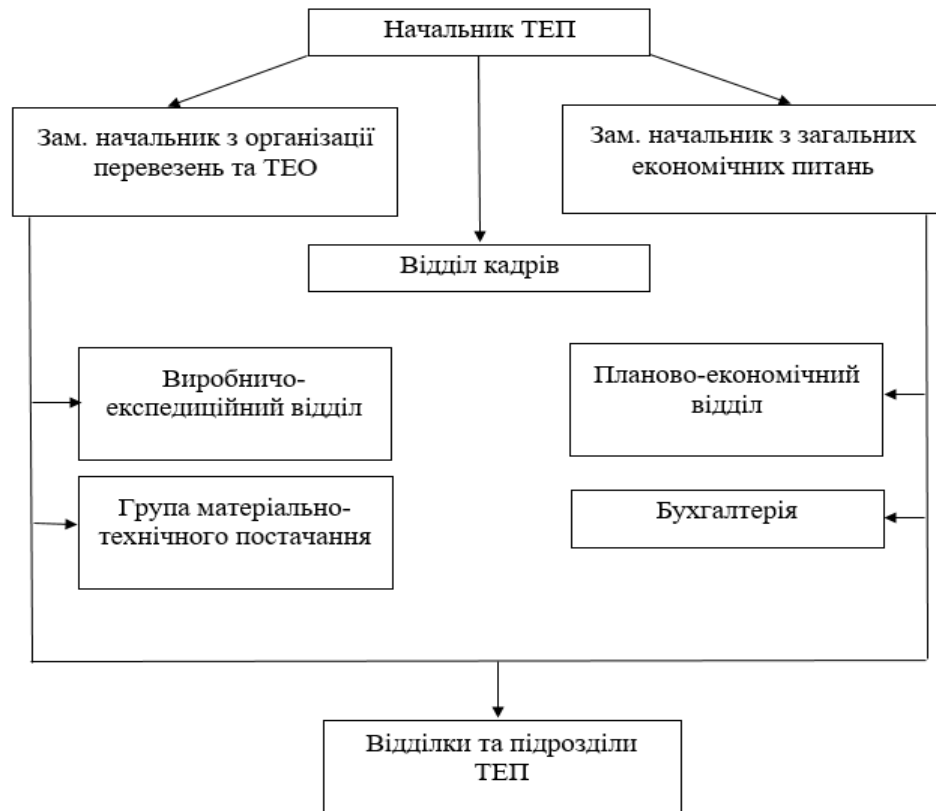 Начальник ТЕП
Зам. начальник з організації
перевезень та ТЕО
Зам. начальник з загальних
економічних питань
Відділ кадрів
Виробничо-
експедиційний відділ
Планово-економічний
відділ
Група матеріально-
технічного постачання
Бухгалтерія
Відділки та підрозділи
ТЕП